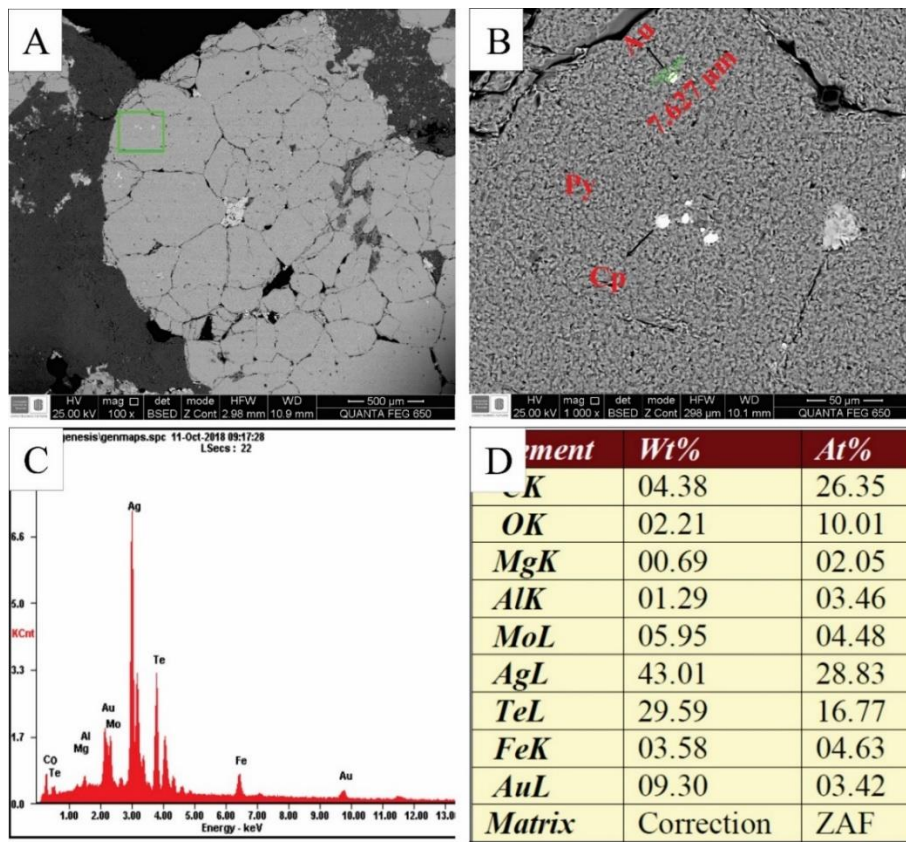 A
HV mag □ det mode HFW WD 500 µm
25.00 kV 100 x BSED Z Cont 2.98 mm 10.9 mm QUANTA FEG 650
B
Au
7.627 µm
Py
Cp
HV mag □ det mode HFW WD 50 µm
25.00 kV 1 000 x BSED Z Cont 298 µm 10.1 mm QUANTA FEG 650
C
genesis\genmaps.spc 11-Oct-2018 09:17:28
LSecs : 22
Ag
6.6
5.0
KCnt
3.3
Te
Au
1.7
Mo
Al
Mg
CO
Te
Fe
Au
0.0
1.00 2.00 3.00 4.00 5.00 6.00 7.00 8.00 9.00 10.00 11.00 12.00 13.0
Energy - keV
D
ement Wt% At%
CK 04.38 26.35
OK 02.21 10.01
MgK 00.69 02.05
AlK 01.29 03.46
MoL 05.95 04.48
AgL 43.01 28.83
TeL 29.59 16.77
FeK 03.58 04.63
AuL 09.30 03.42
Matrix Correction ZAF